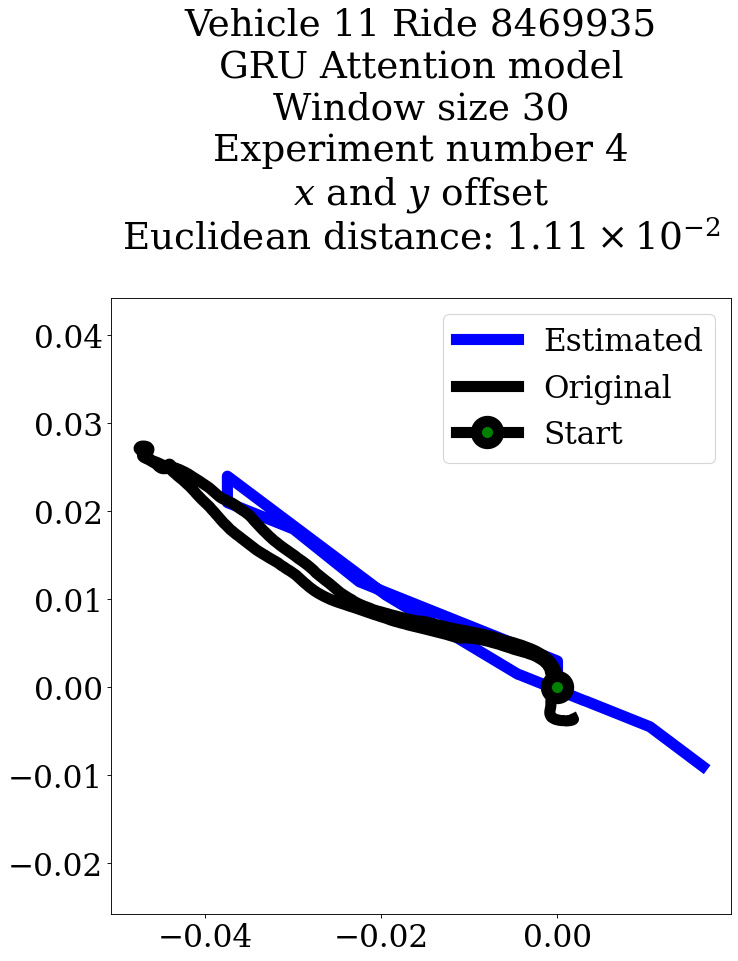 Vehicle 11 Ride 8469935
GRU Attention model
Window size 30
Experiment number 4
x and y offset
Euclidean distance: 1.11 × 10⁻²
Estimated
Original
Start
0.04
0.03
0.02
0.01
0.00
−0.01
−0.02
−0.04
−0.02
0.00